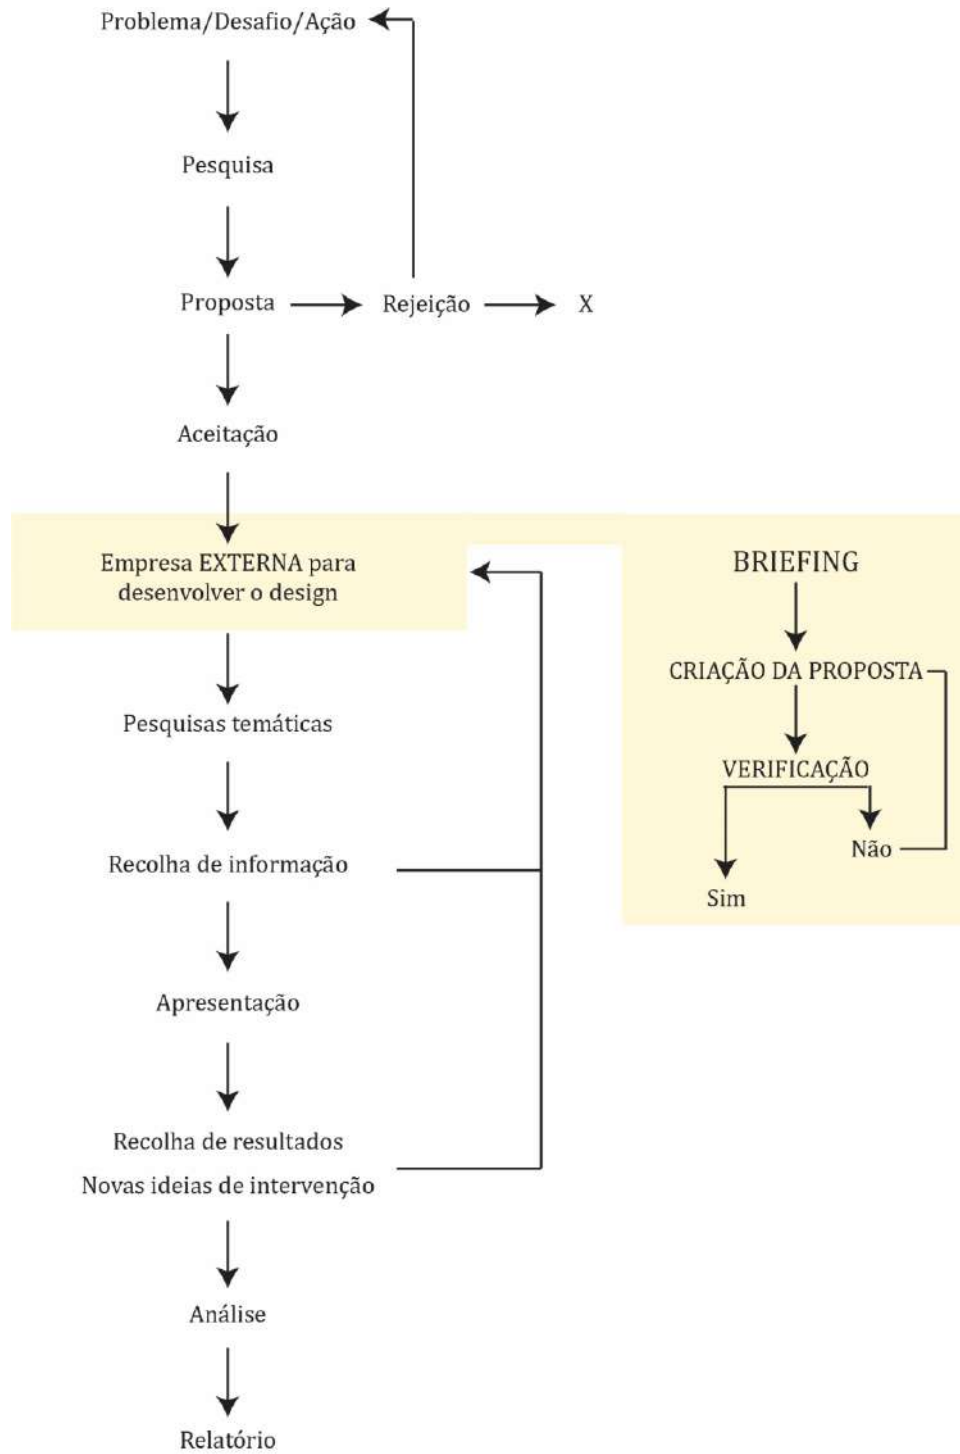 Problema/Desafio/Ação
Pesquisa
Proposta
Rejeição
X
Aceitação
Empresa EXTERNA para
desenvolver o design
Pesquisas temáticas
Recolha de informação
Apresentação
Recolha de resultados
Novas ideias de intervenção
Análise
Relatório
BRIEFING
CRIAÇÃO DA PROPOSTA
VERIFICAÇÃO
Não
Sim